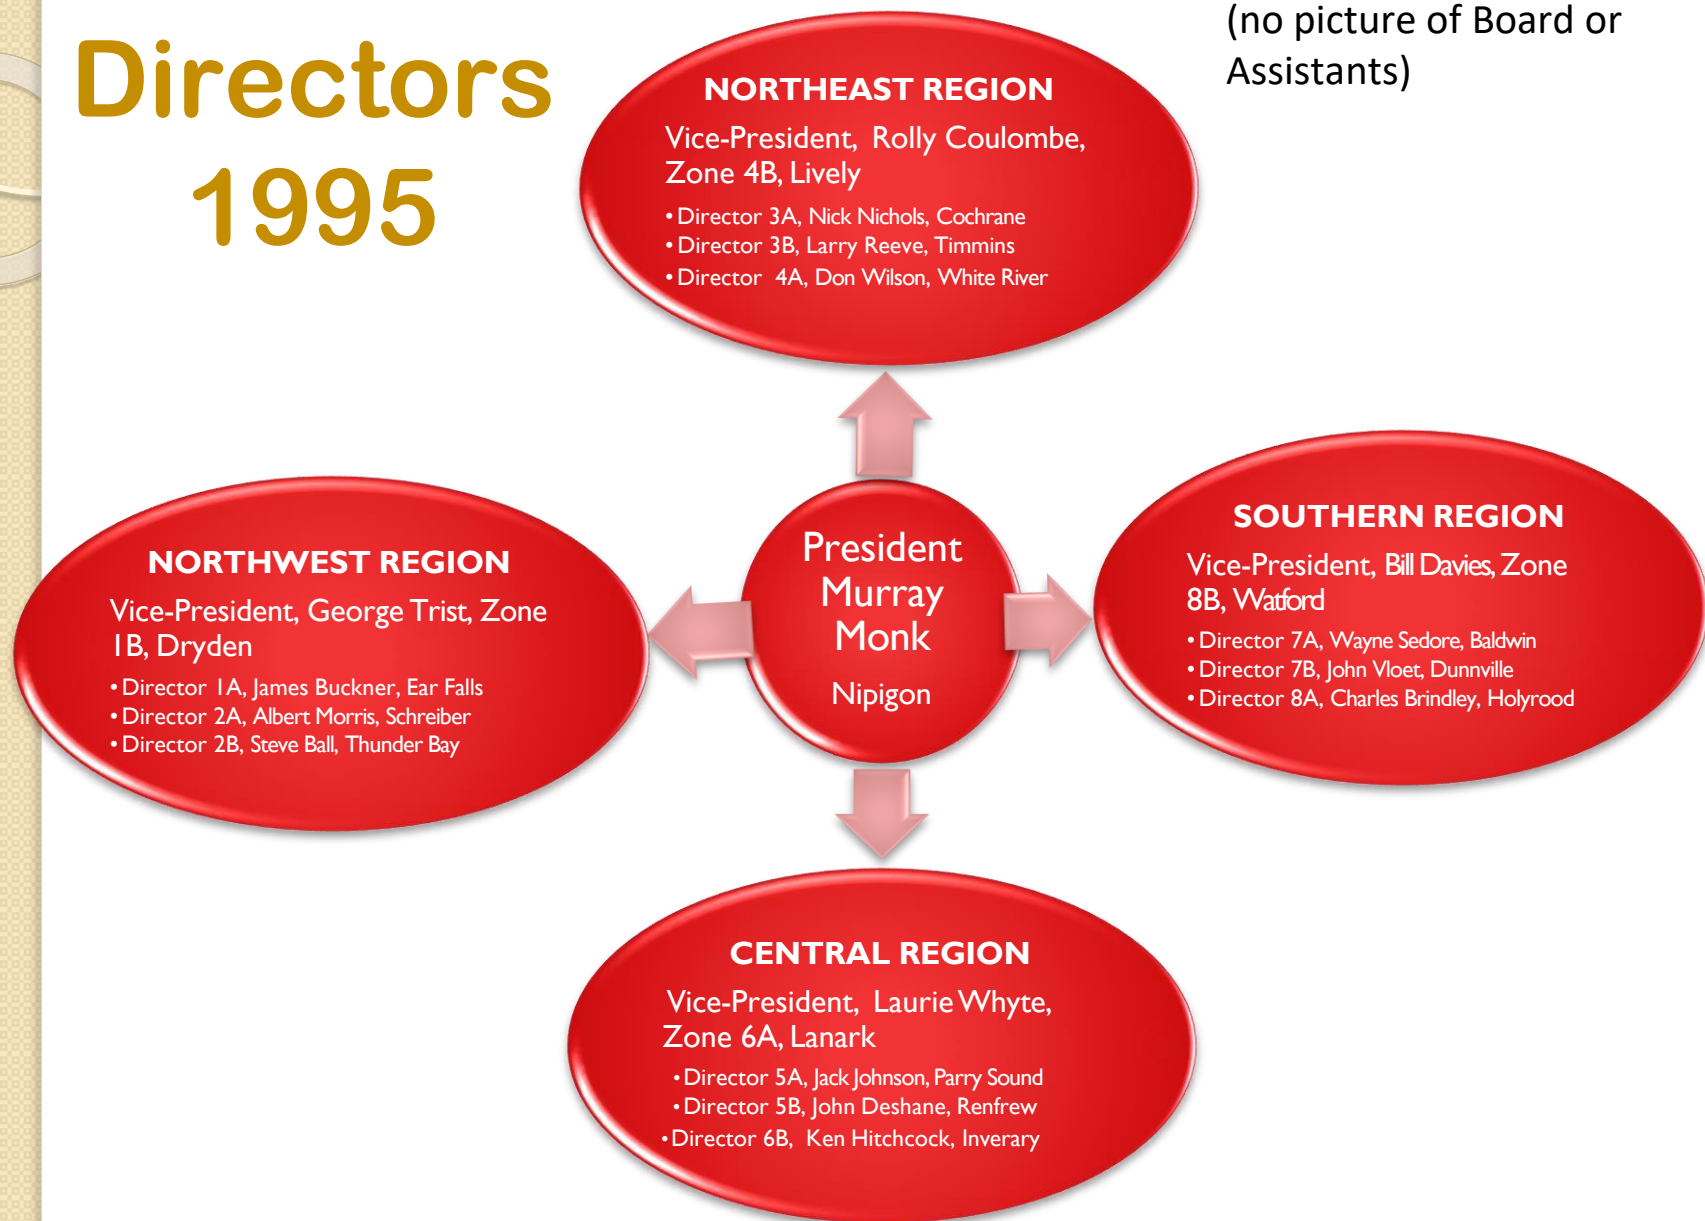 Directors
1995
(no picture of Board or
Assistants)
NORTHEAST REGION
Vice-President, Rolly Coulombe,
Zone 4B, Lively
• Director 3A, Nick Nichols, Cochrane
• Director 3B, Larry Reeve, Timmins
• Director 4A, Don Wilson, White River
NORTHWEST REGION
Vice-President, George Trist, Zone
1B, Dryden
• Director 1A, James Buckner, Ear Falls
• Director 2A, Albert Morris, Schreiber
• Director 2B, Steve Ball, Thunder Bay
President
Murray
Monk
Nipigon
SOUTHERN REGION
Vice-President, Bill Davies, Zone
8B, Watford
• Director 7A, Wayne Sedore, Baldwin
• Director 7B, John Vloet, Dunnville
• Director 8A, Charles Brindley, Holyrood
CENTRAL REGION
Vice-President, Laurie Whyte,
Zone 6A, Lanark
• Director 5A, Jack Johnson, Parry Sound
• Director 5B, John Deshane, Renfrew
• Director 6B, Ken Hitchcock, Inverary